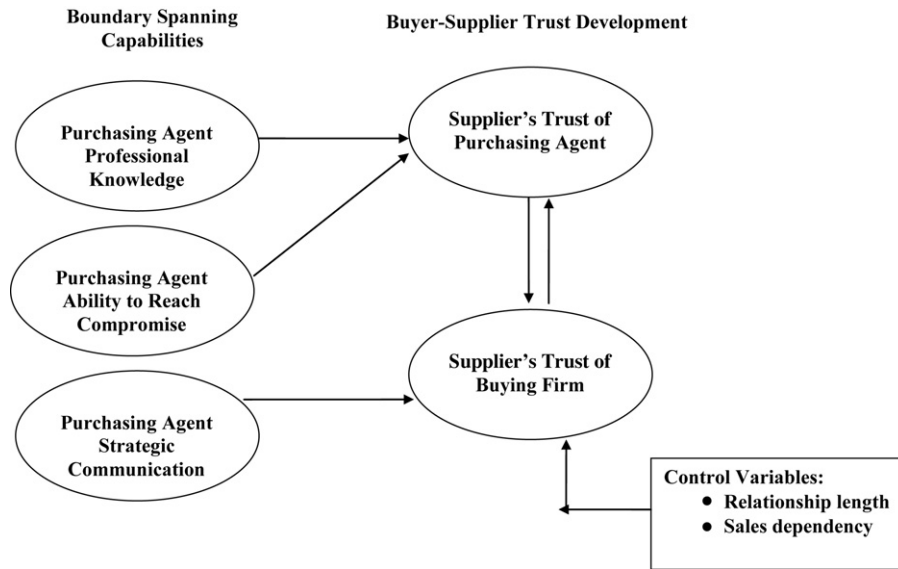 Boundary Spanning
Capabilities
Buyer-Supplier Trust Development
Purchasing Agent
Professional
Knowledge
Supplier’s Trust of
Purchasing Agent
Purchasing Agent
Ability to Reach
Compromise
Supplier’s Trust of
Buying Firm
Purchasing Agent
Strategic
Communication
Control Variables:
● Relationship length
● Sales dependency